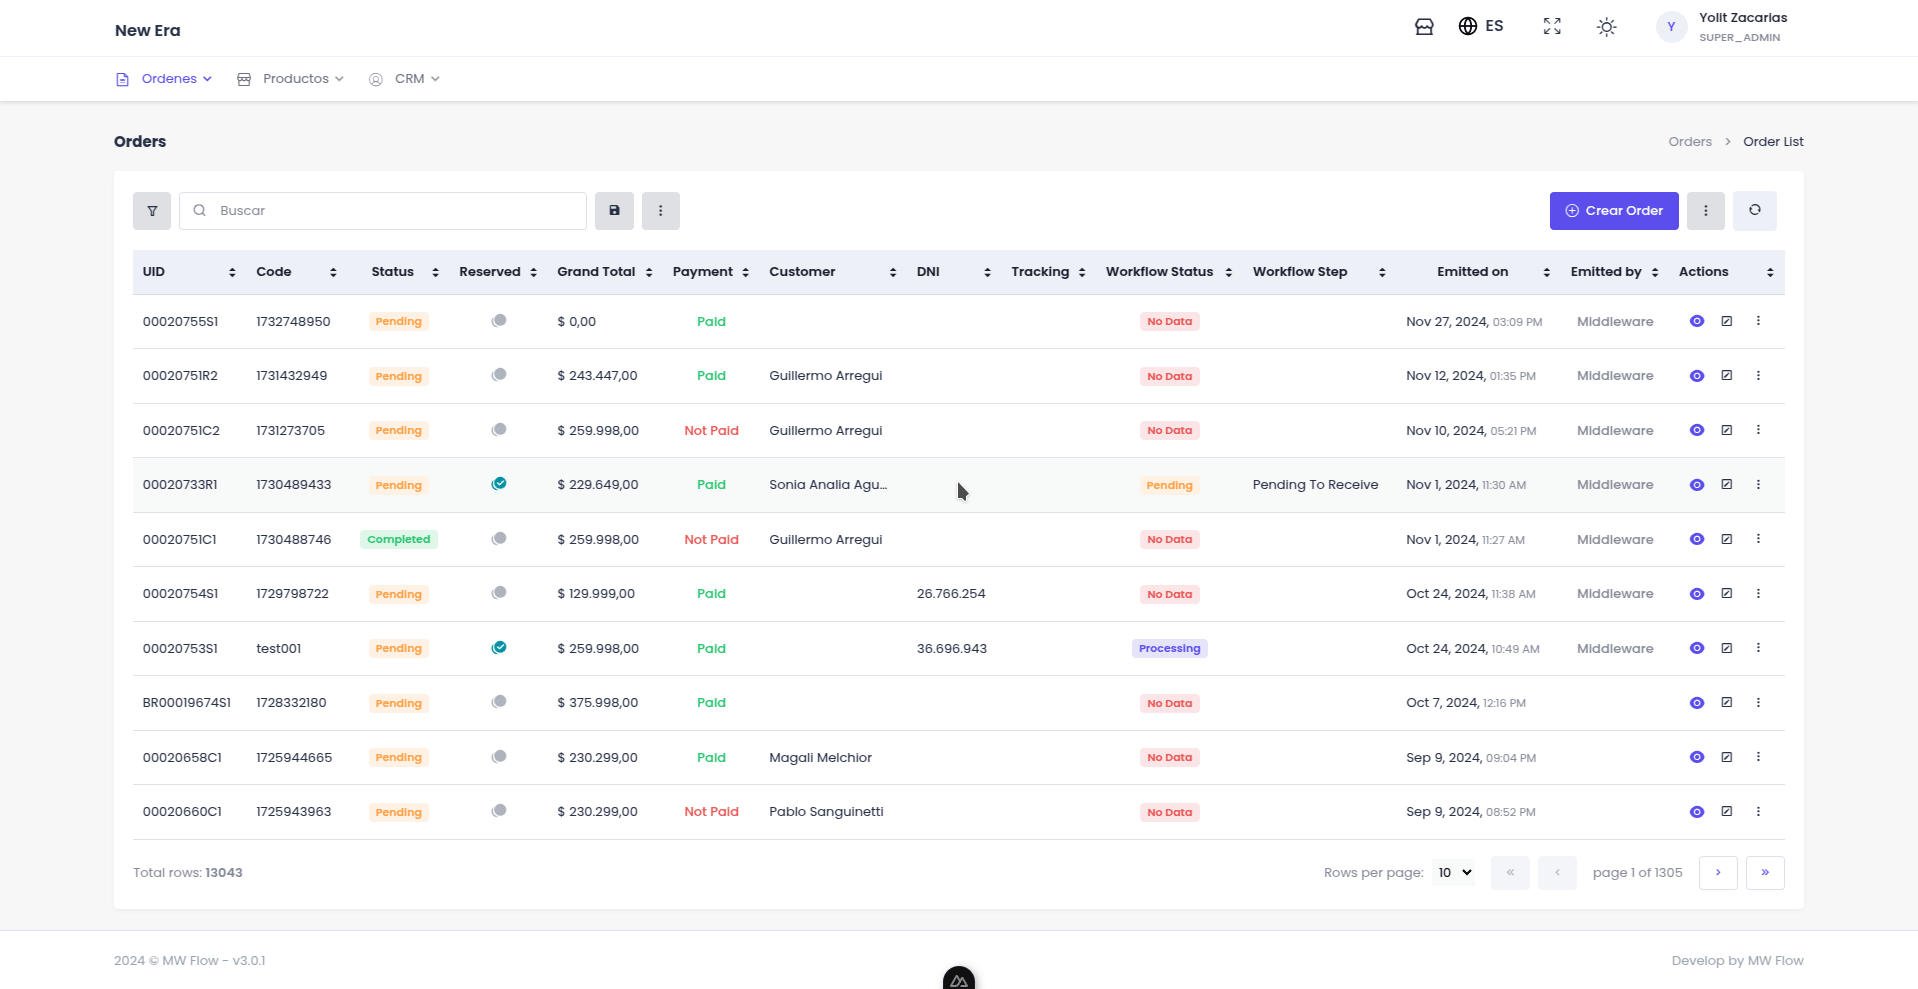 New Era
ES
Y
Yolit Zacarias
SUPER_ADMIN
Ordenes
Productos
CRM
Orders
Orders > Order List
Buscar
Crear Order
UID Code Status Reserved Grand Total Payment Customer DNI Tracking Workflow Status Workflow Step Emitted on Emitted by Actions
00020755S1 1732748950 Pending $ 0,00 Paid No Data Nov 27, 2024, 03:09 PM Middleware
00020751R2 1731432949 Pending $ 243.447,00 Paid Guillermo Arregui No Data Nov 12, 2024, 01:35 PM Middleware
00020751C2 1731273705 Pending $ 259.998,00 Not Paid Guillermo Arregui No Data Nov 10, 2024, 05:21 PM Middleware
00020733R1 1730489433 Pending $ 229.649,00 Paid Sonia Analia Agu... Pending Pending To Receive Nov 1, 2024, 11:30 AM Middleware
00020751C1 1730488746 Completed $ 259.998,00 Not Paid Guillermo Arregui No Data Nov 1, 2024, 11:27 AM Middleware
00020754S1 1729798722 Pending $ 129.999,00 Paid 26.766.254 No Data Oct 24, 2024, 11:38 AM Middleware
00020753S1 test001 Pending $ 259.998,00 Paid 36.696.943 Processing Oct 24, 2024, 10:49 AM Middleware
BR00019674S1 1728332180 Pending $ 375.998,00 Paid No Data Oct 7, 2024, 12:16 PM
00020658C1 1725944665 Pending $ 230.299,00 Paid Magali Melchior No Data Sep 9, 2024, 09:04 PM
00020660C1 1725943963 Pending $ 230.299,00 Not Paid Pablo Sanguinetti No Data Sep 9, 2024, 08:52 PM
Total rows: 13043
Rows per page: 10 « ‹ page 1 of 1305 › »
2024 © MW Flow - v3.0.1
Develop by MW Flow